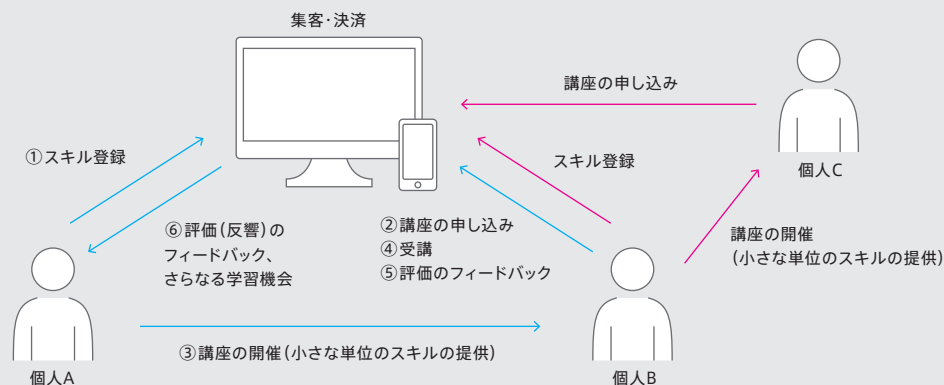 集客・決済
講座の申し込み
①スキル登録
スキル登録
個人C
⑥評価(反響)の
フィードバック、
さらなる学習機会
②講座の申し込み
④受講
⑤評価のフィードバック
講座の開催
(小さな単位のスキルの提供)
③講座の開催(小さな単位のスキルの提供)
個人A
個人B